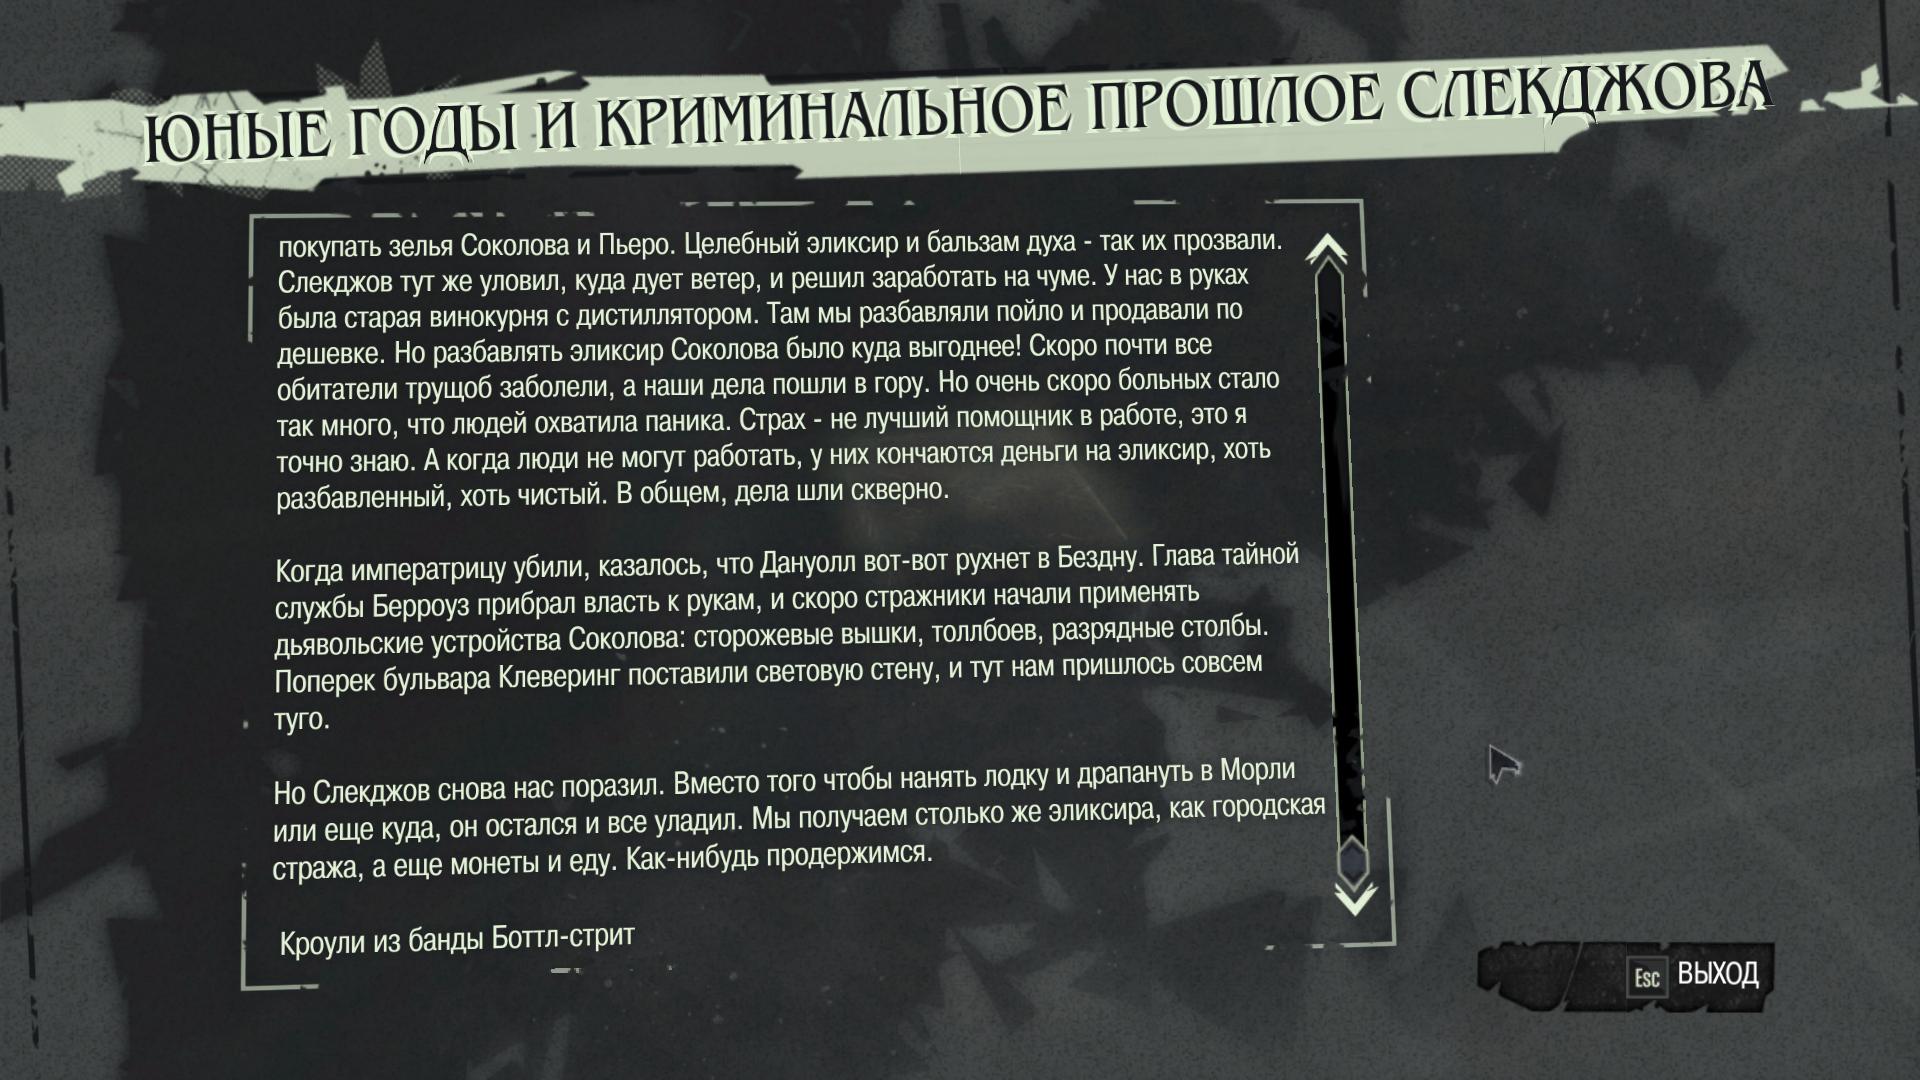 ЮНЫЕ ГОДЫ И КРИМИНАЛЬНОЕ ПРОШЛОЕ СЛЕКДЖОВА
покупать зелья Соколова и Пьеро. Целебный эликсир и бальзам духа - так их прозвали.
Слекджов тут же уловил, куда дует ветер, и решил заработать на чуме. У нас в руках
была старая винокурня с дистиллятором. Там мы разбавляли пойло и продавали по
дешевке. Но разбавлять эликсир Соколова было куда выгоднее! Скоро почти все
обитатели трущоб заболели, а наши дела пошли в гору. Но очень скоро больных стало
так много, что людей охватила паника. Страх - не лучший помощник в работе, это я
точно знаю. А когда люди не могут работать, у них кончаются деньги на эликсир, хоть
разбавленный, хоть чистый. В общем, дела шли скверно.
Когда императрицу убили, казалось, что Дануолл вот-вот рухнет в Бездну. Глава тайной
службы Берроуз прибрал власть к рукам, и скоро стражники начали применять
дьявольские устройства Соколова: сторожевые вышки, толлбоев, разрядные столбы.
Поперек бульвара Клеверинг поставили световую стену, и тут нам пришлось совсем
туго.
Но Слекджов снова нас поразил. Вместо того чтобы нанять лодку и драпануть в Морли
или еще куда, он остался и все уладил. Мы получаем столько же эликсира, как городская
стража, а еще монеты и еду. Как-нибудь продержимся.
Кроули из банды Боттл-стрит
Esc ВЫХОД